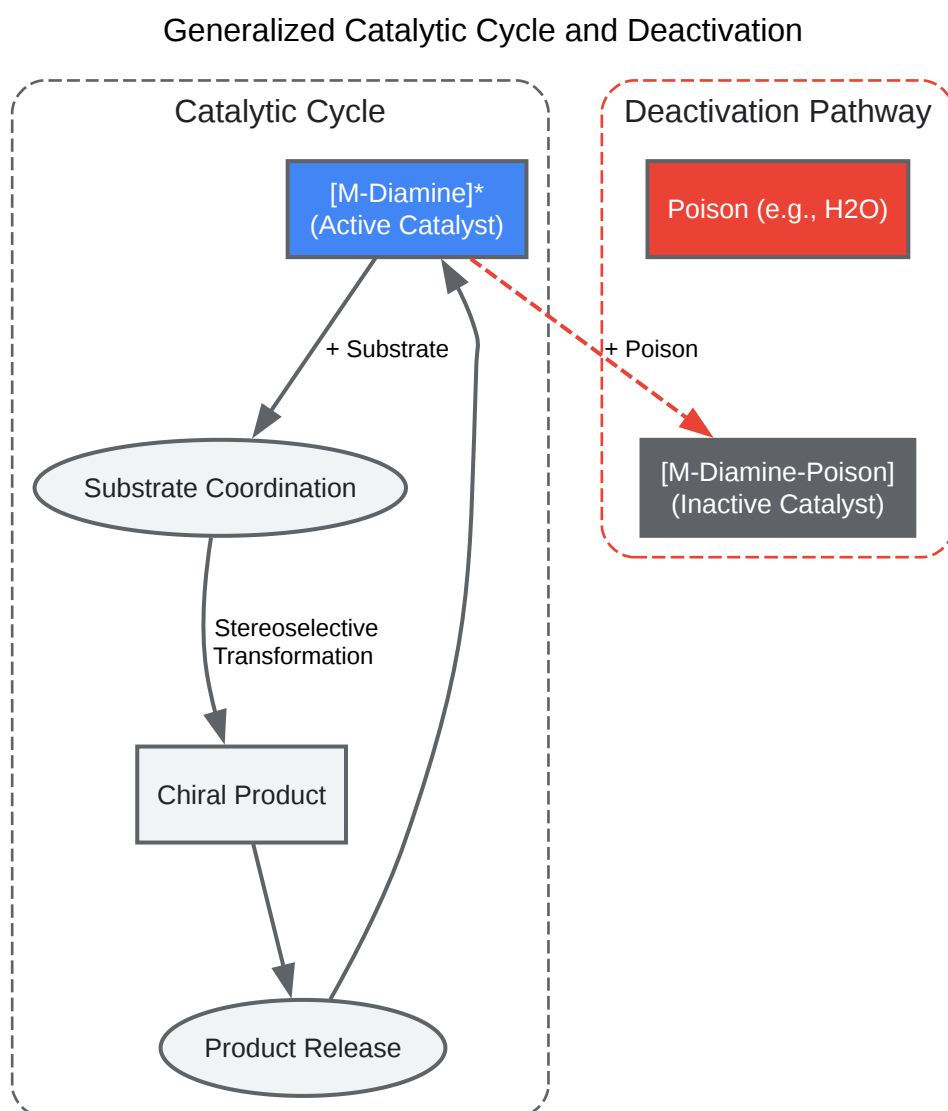 Generalized Catalytic Cycle and Deactivation
Catalytic Cycle
[M-Diamine]*
(Active Catalyst)
+ Substrate
Substrate Coordination
Stereoselective
Transformation
Chiral Product
Product Release
Deactivation Pathway
Poison (e.g., H2O)
+ Poison
[M-Diamine-Poison]
(Inactive Catalyst)